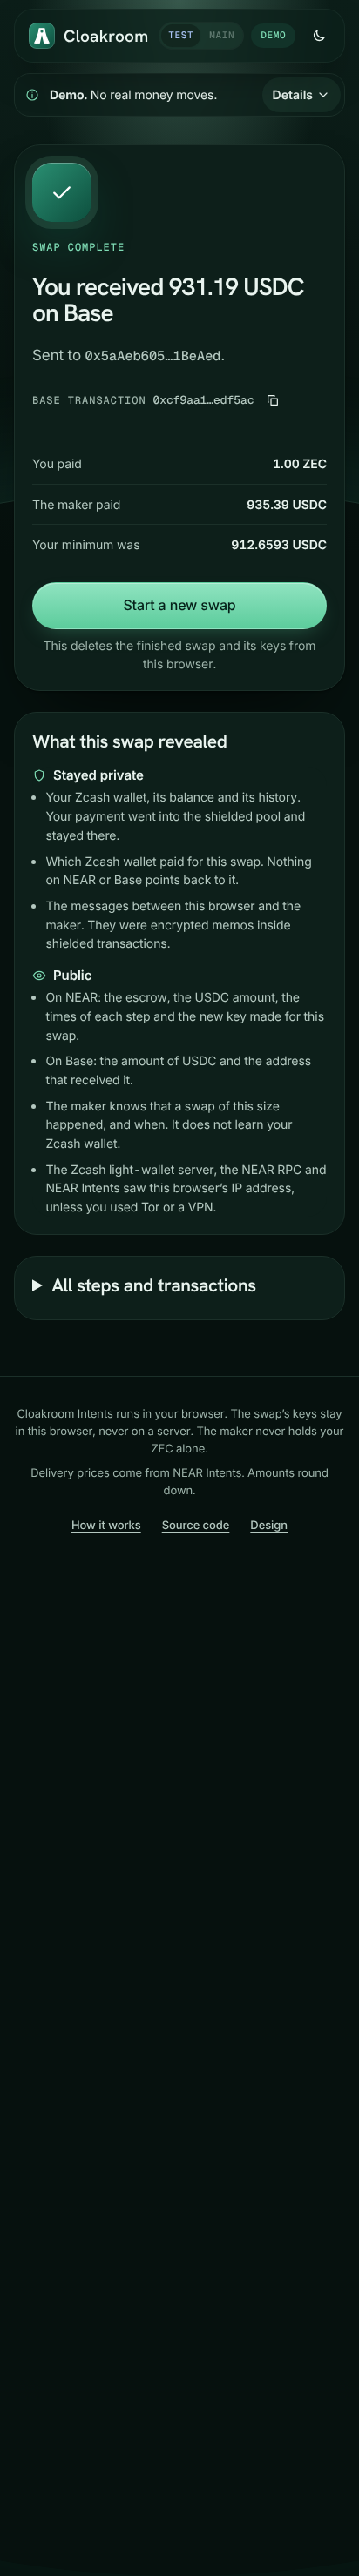 Cloakroom TEST MAIN DEMO
Demo. No real money moves. Details
SWAP COMPLETE
You received 931.19 USDC
on Base
Sent to 0x5aAeb605…1BeAed.
BASE TRANSACTION 0xcf9aa1…edf5ac
You paid 1.00 ZEC
The maker paid 935.39 USDC
Your minimum was 912.6593 USDC
Start a new swap
This deletes the finished swap and its keys from
this browser.
What this swap revealed
Stayed private
• Your Zcash wallet, its balance and its history.
Your payment went into the shielded pool and
stayed there.
• Which Zcash wallet paid for this swap. Nothing
on NEAR or Base points back to it.
• The messages between this browser and the
maker. They were encrypted memos inside
shielded transactions.
Public
• On NEAR: the escrow, the USDC amount, the
times of each step and the new key made for this
swap.
• On Base: the amount of USDC and the address
that received it.
• The maker knows that a swap of this size
happened, and when. It does not learn your
Zcash wallet.
• The Zcash light-wallet server, the NEAR RPC and
NEAR Intents saw this browser's IP address,
unless you used Tor or a VPN.
All steps and transactions
Cloakroom Intents runs in your browser. The swap's keys stay
in this browser, never on a server. The maker never holds your
ZEC alone.
Delivery prices come from NEAR Intents. Amounts round
down.
How it works Source code Design